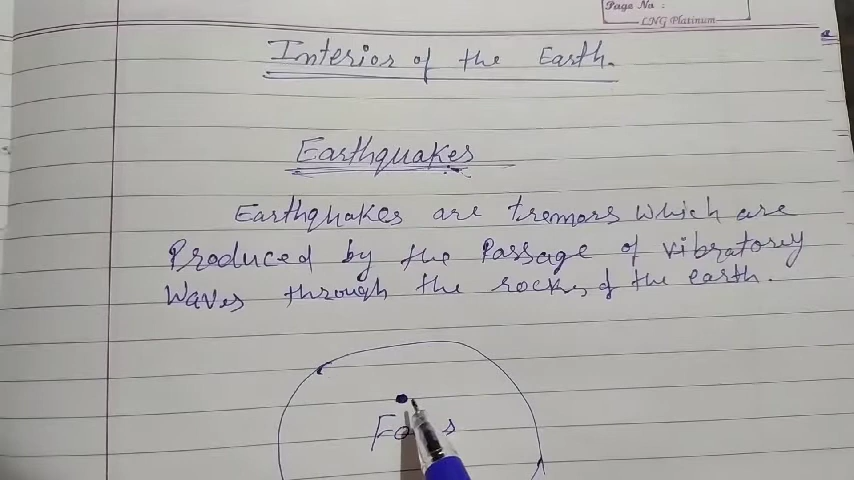 Page No :
LNG Platinum
Interior of the Earth.
Earthquakes
Earthquakes are tremors which are
Produced by the Passage of vibratory
Waves through the rocks of the earth.